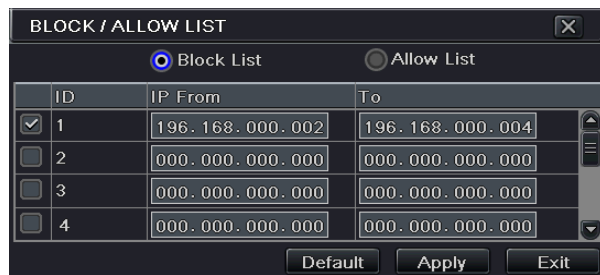 BLOCK / ALLOW LIST
Block List Allow List
ID IP From To
1 196.168.000.002 196.168.000.004
2 000.000.000.000 000.000.000.000
3 000.000.000.000 000.000.000.000
4 000.000.000.000 000.000.000.000
Default Apply Exit